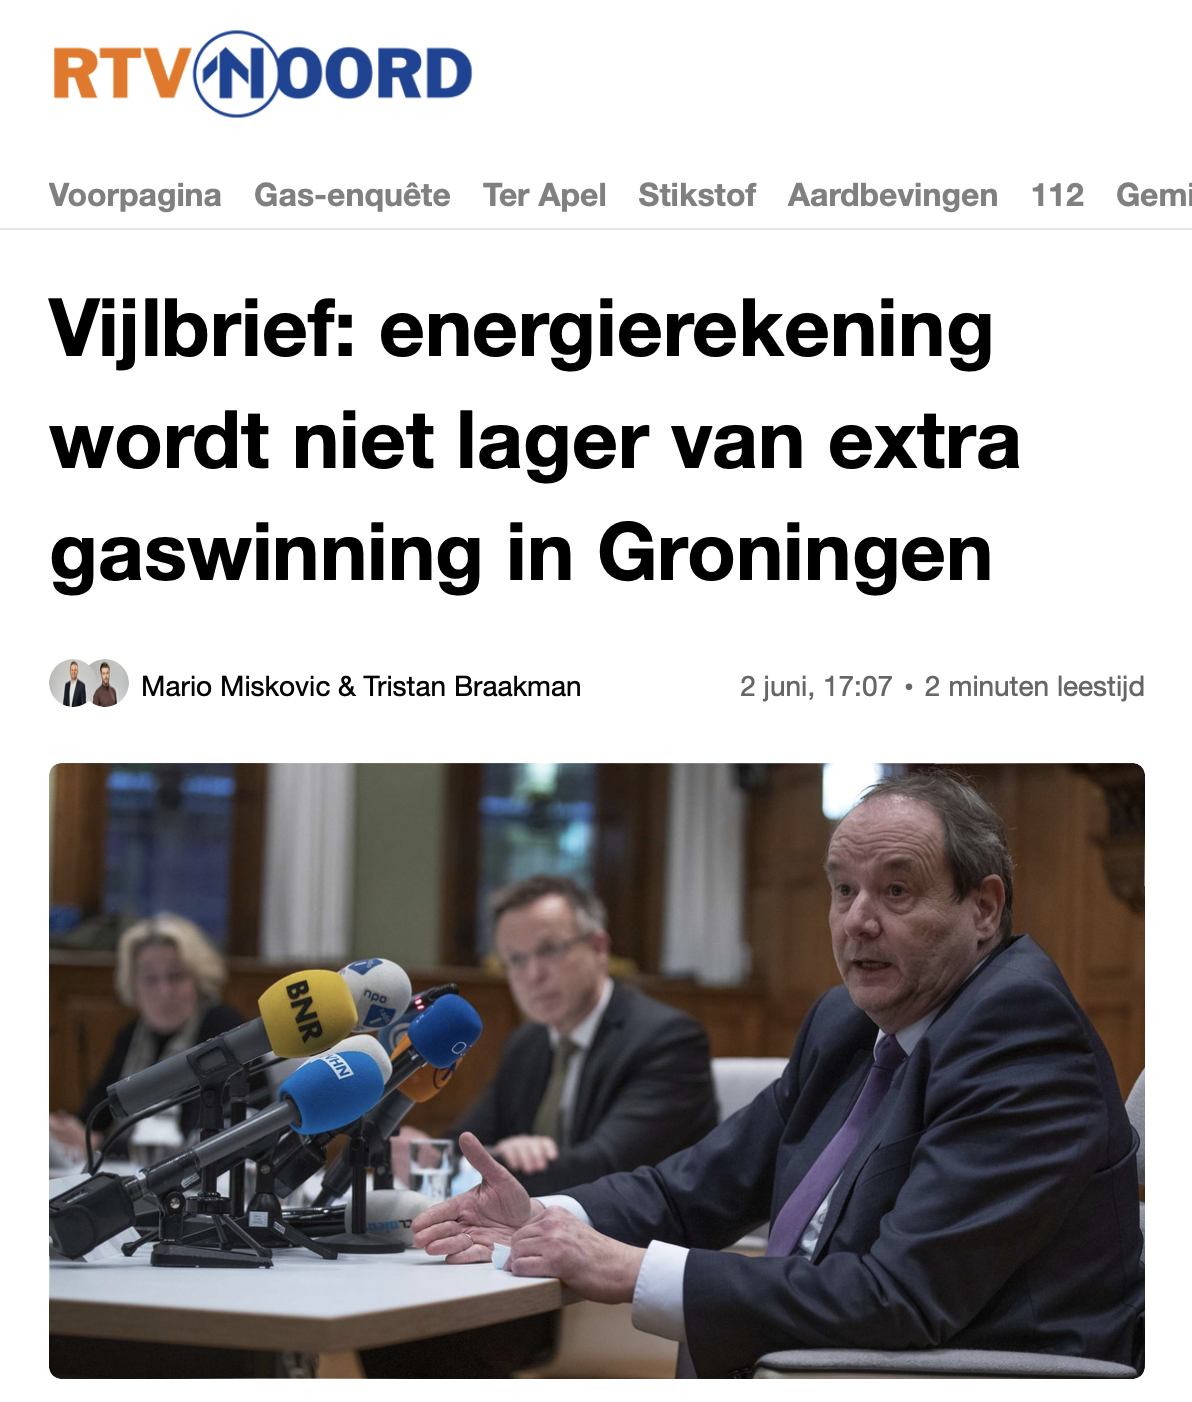 RTV NOORD
Voorpagina Gas-enquête Ter Apel Stikstof Aardbevingen 112 Gemi
Vijlbrief: energierekening
wordt niet lager van extra
gaswinning in Groningen
Mario Miskovic & Tristan Braakman 2 juni, 17:07 • 2 minuten leestijd
BNR
npo
NH